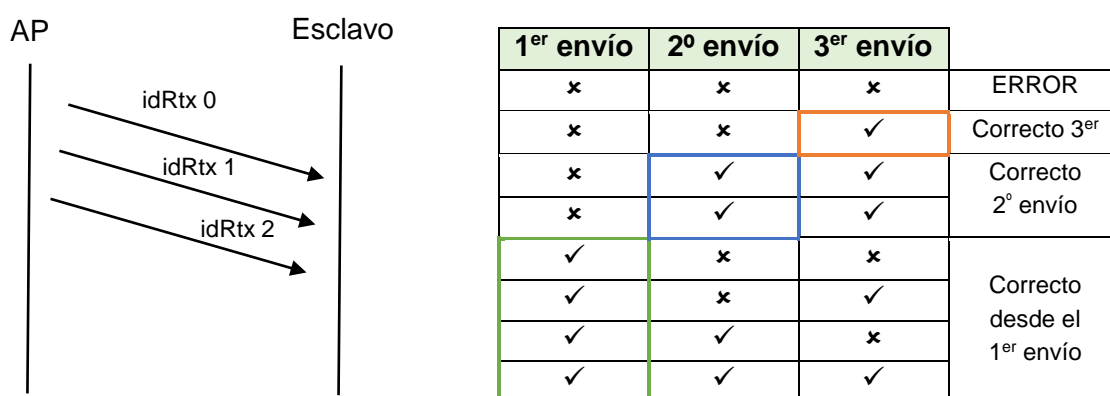 AP
Esclavo
idRtx 0
idRtx 1
idRtx 2
1er envío 2º envío 3er envío
× × × ERROR
× × ✓ Correcto 3er
× ✓ ✓ Correcto
× ✓ ✓ 2º envío
✓ × ×
✓ × ✓ Correcto
desde el
✓ ✓ × 1er envío
✓ ✓ ✓